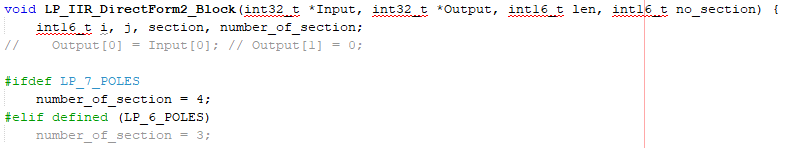 void LP_IIR_DirectForm2_Block(int32_t *Input, int32_t *Output, int16_t len, int16_t no_section) {
int16_t i, j, section, number_of_section;
// Output[0] = Input[0]; // Output[1] = 0;
#ifdef LP_7_POLES
number_of_section = 4;
#elif defined (LP_6_POLES)
number_of_section = 3;